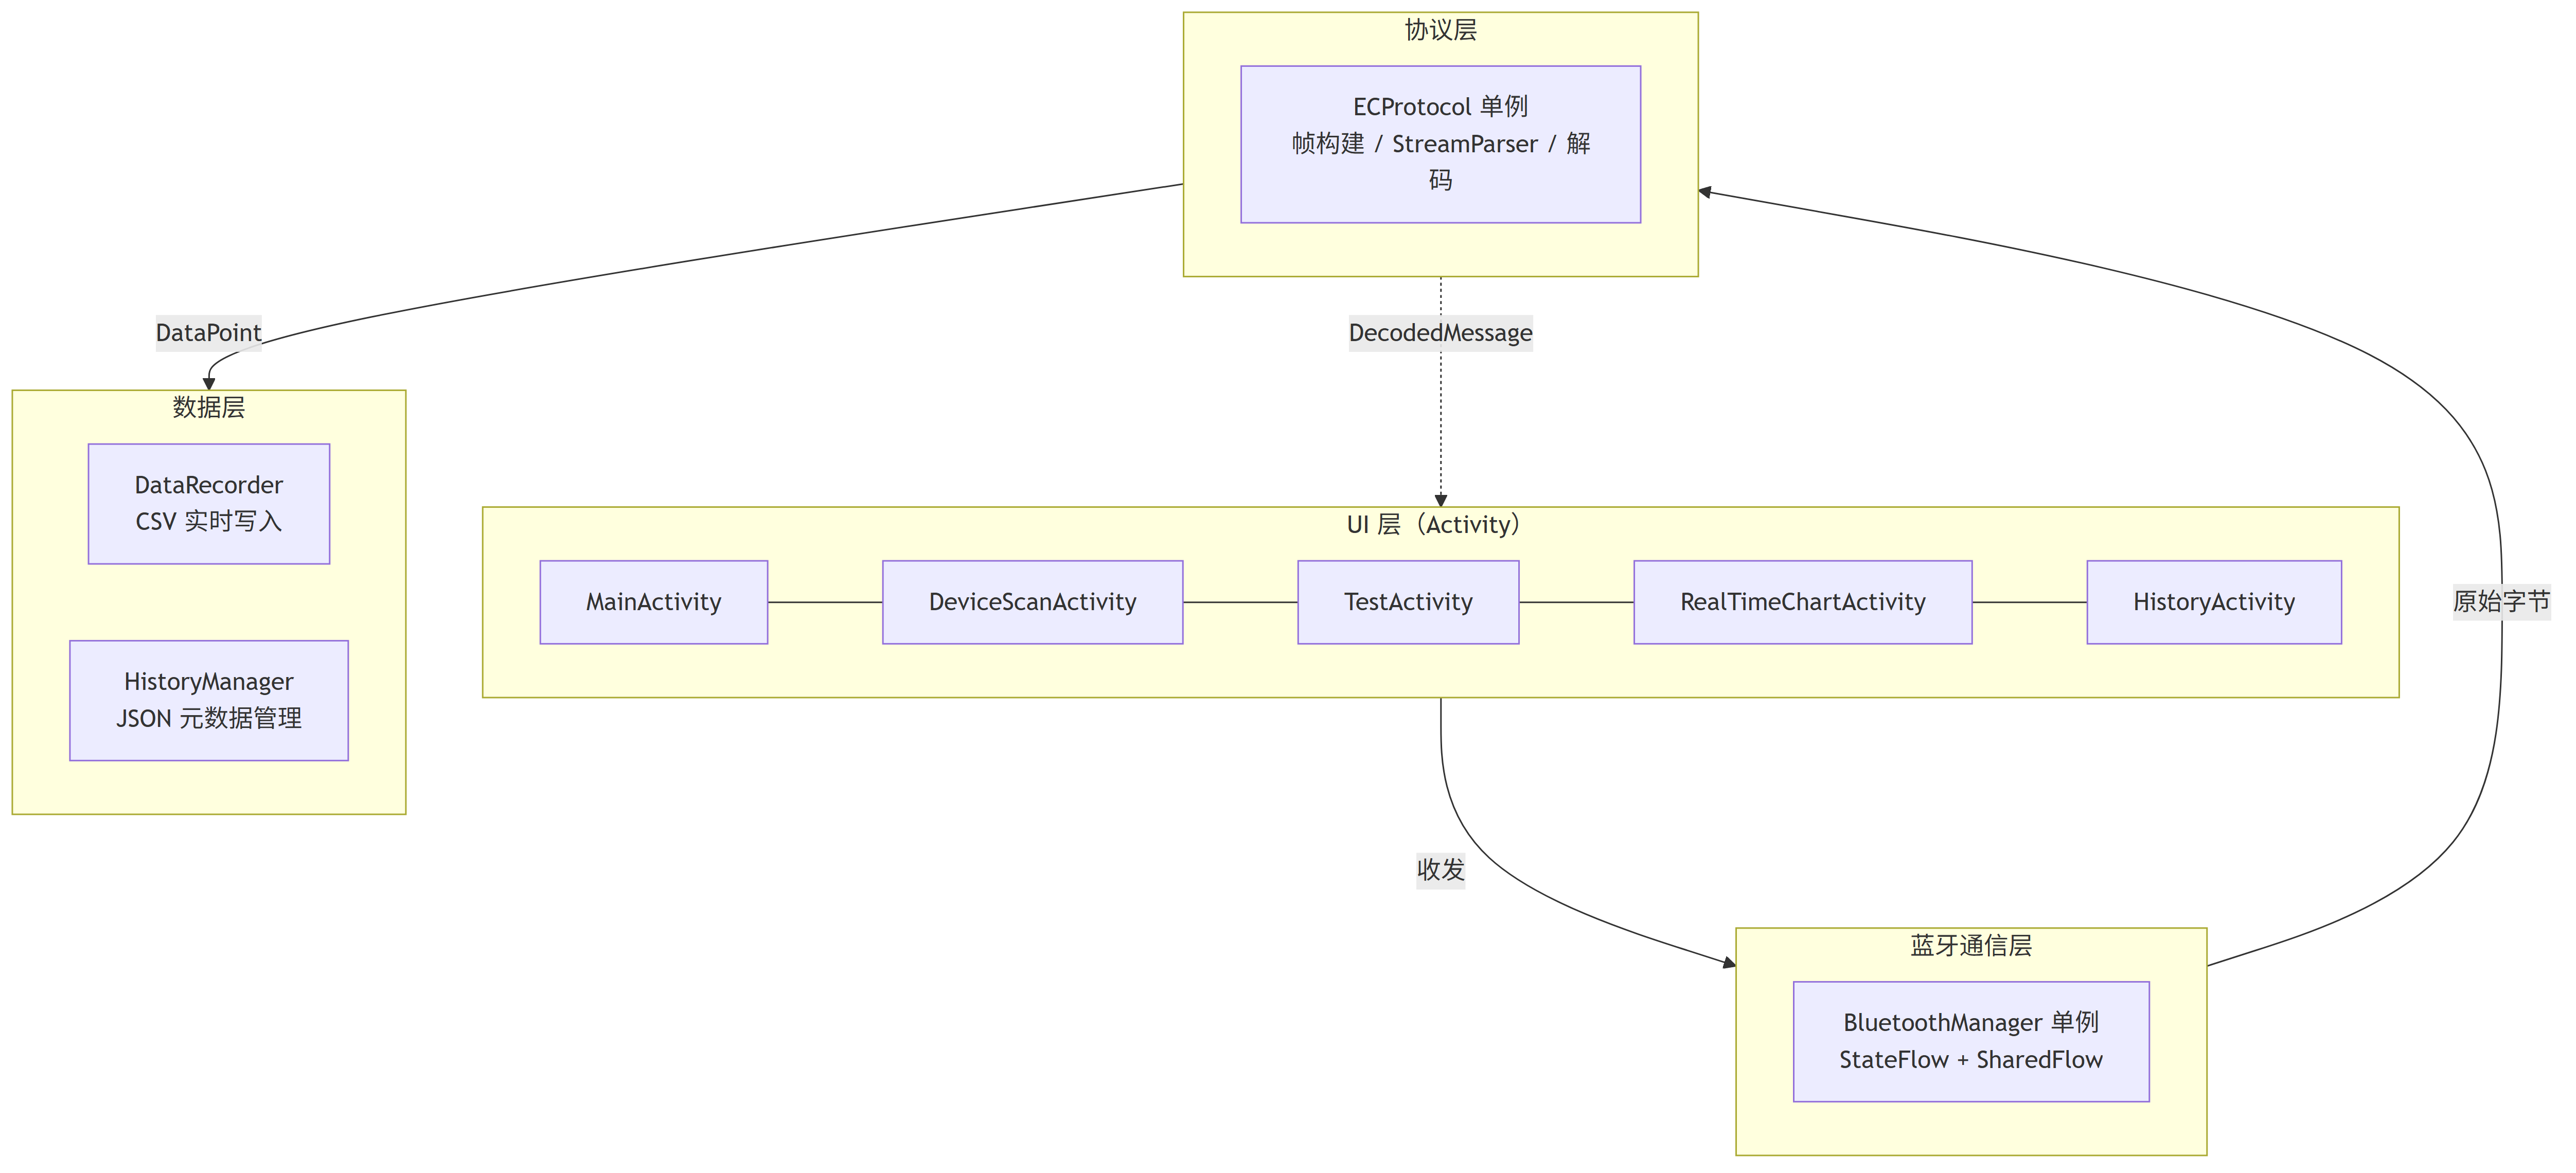 协议层
ECProtocol 单例
帧构建 / StreamParser / 解
码
DataPoint
DecodedMessage
数据层
DataRecorder
CSV 实时写入
HistoryManager
JSON 元数据管理
UI 层（Activity）
MainActivity
DeviceScanActivity
TestActivity
RealTimeChartActivity
HistoryActivity
原始字节
收发
蓝牙通信层
BluetoothManager 单例
StateFlow + SharedFlow